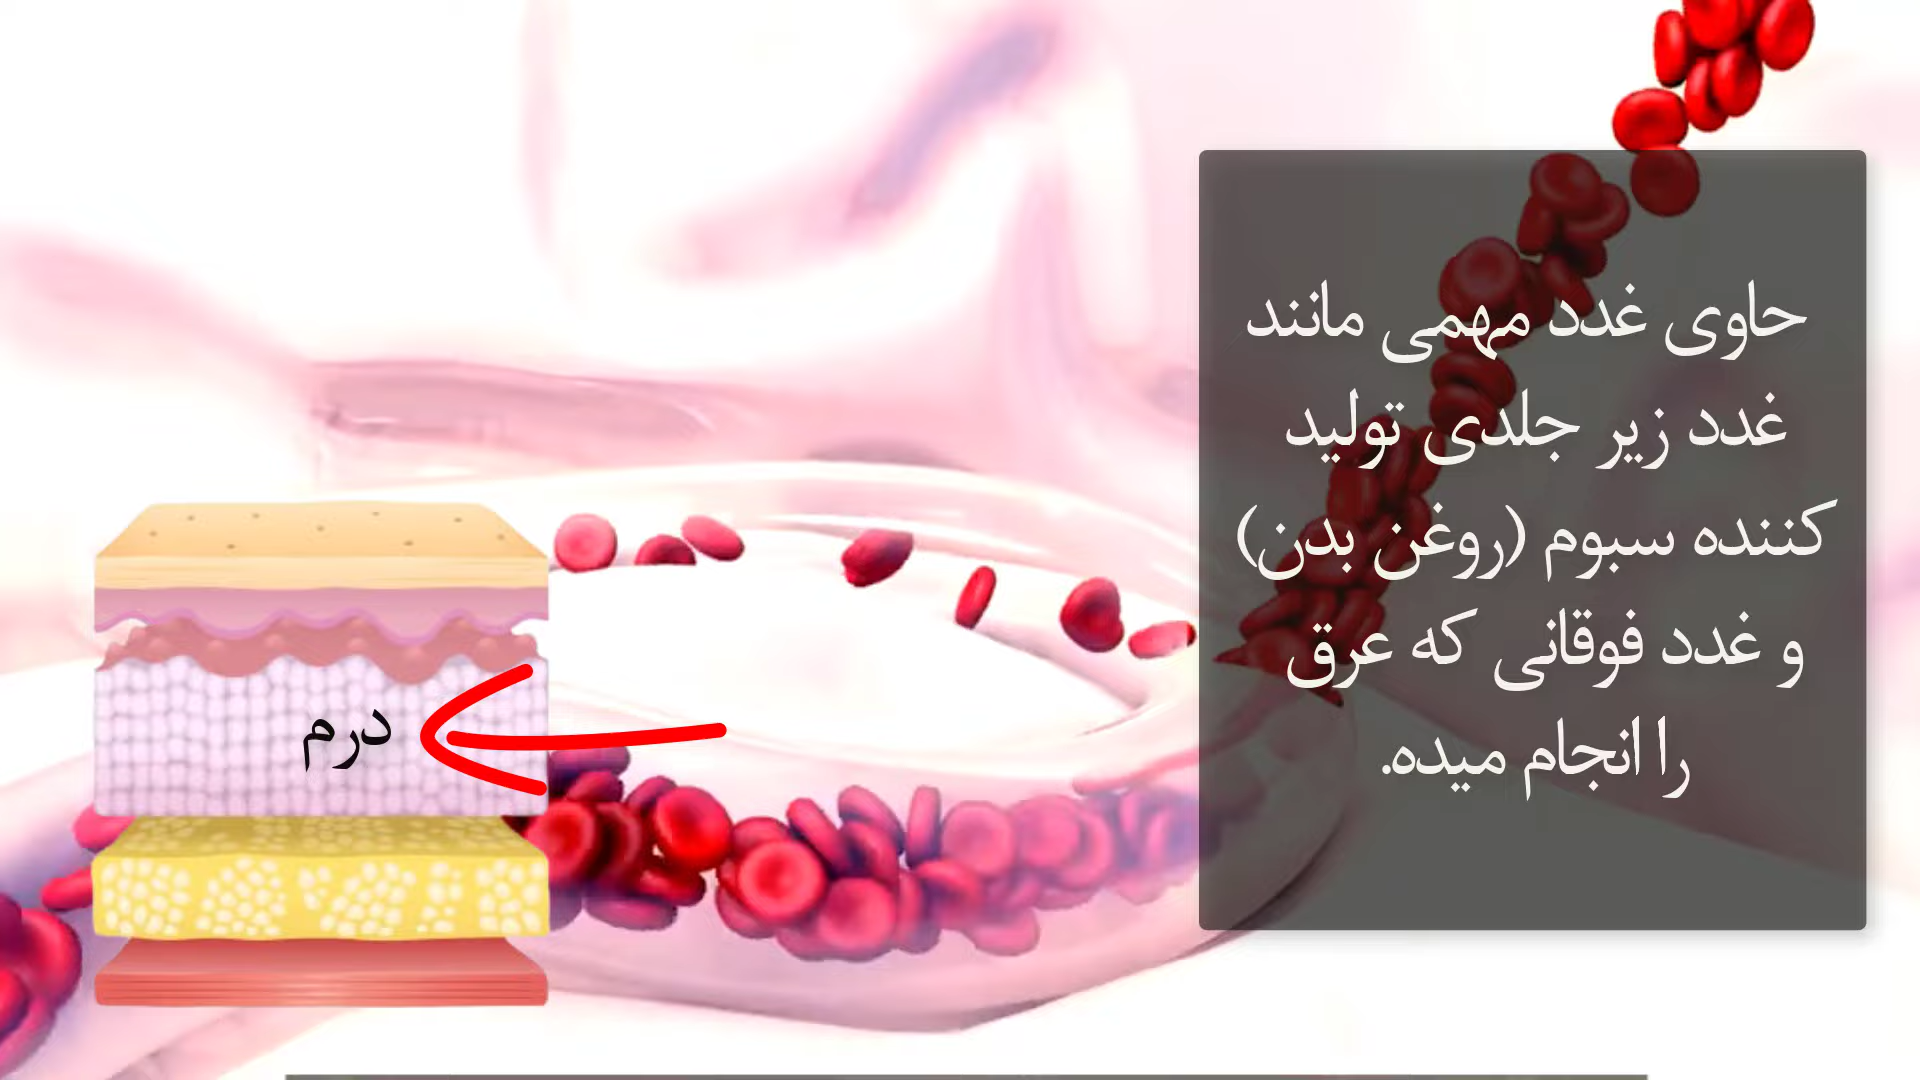 حاوی غدد مهمی مانند
غدد زیر جلدی تولید
کننده سبوم (روغن بدن)
و غدد فوقانی که عرق
را انجام میده.
درم